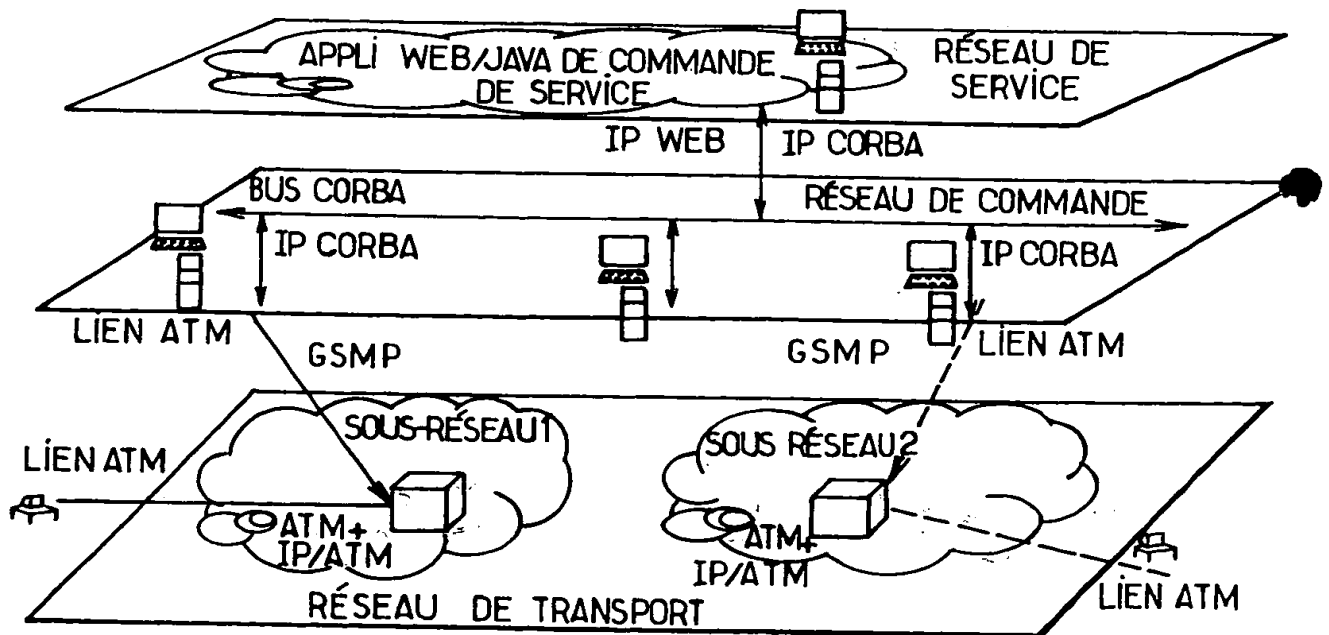 APPLI WEB/JAVA DE COMMANDE
DE SERVICE
RÉSEAU DE
SERVICE
IP WEB
IP CORBA
BUS CORBA
RÉSEAU DE COMMANDE
IP CORBA
IP CORBA
LIEN ATM
GSMP
GSMP
LIEN ATM
SOUS-RÉSEAU1
SOUS RÉSEAU2
LIEN ATM
ATM+
IP/ATM
ATM+
IP/ATM
LIEN ATM
RÉSEAU DE TRANSPORT